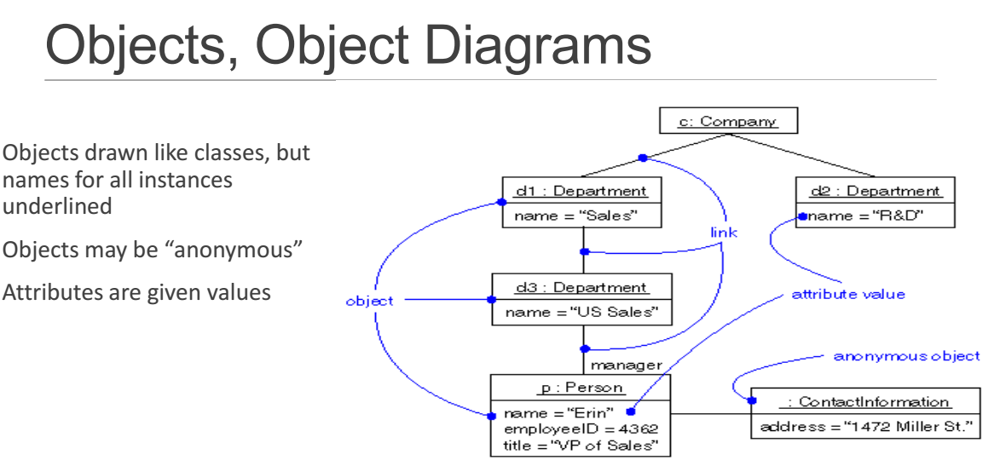 Objects, Object Diagrams
Objects drawn like classes, but
names for all instances
underlined
Objects may be “anonymous”
Attributes are given values
c: Company
d1 : Department
name = "Sales"
d2 : Department
name = "R&D"
link
d3 : Department
name = "US Sales"
object
attribute value
manager
anonymous object
p : Person
name = "Erin"
employeeID = 4362
title = "VP of Sales"
: ContactInformation
address = "1472 Miller St."